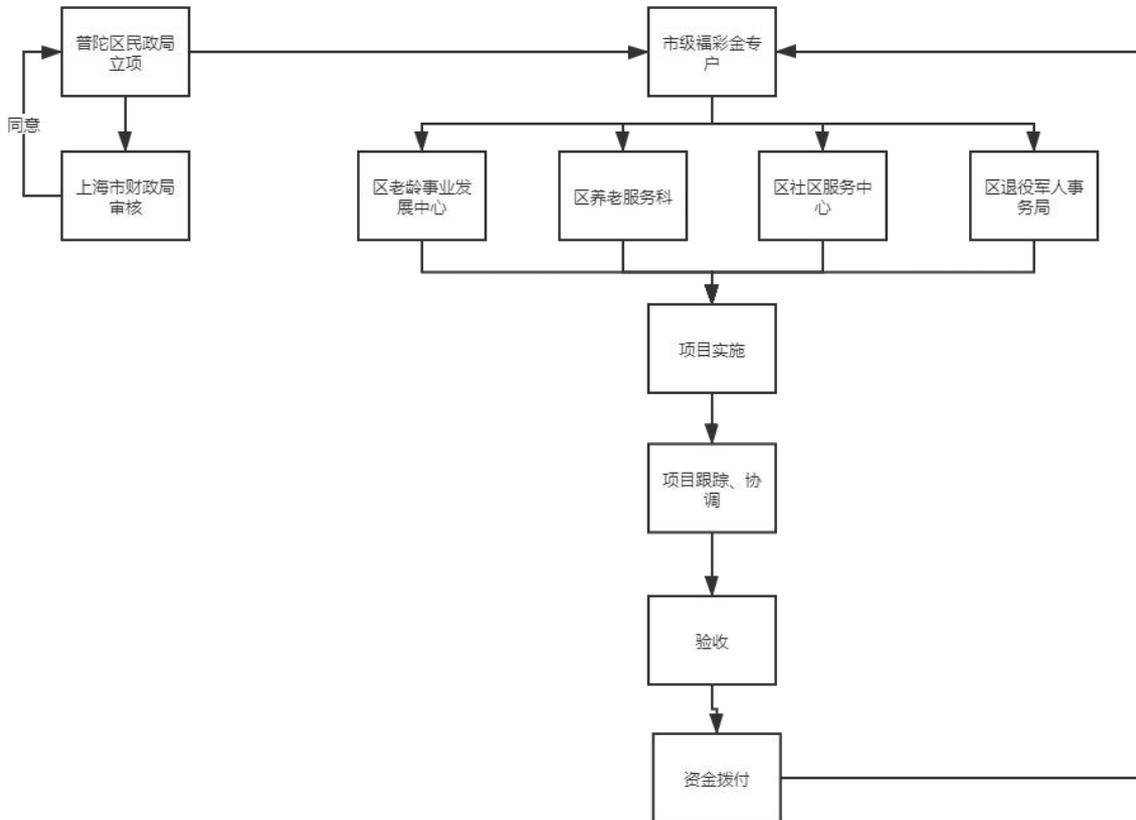 普陀区民政局
立项
市级福彩金专
户
同意
上海市财政局
审核
区老龄事业发
展中心
区养老服务科
区社区服务中
心
区退役军人事
务局
项目实施
项目跟踪、协
调
验收
资金拨付